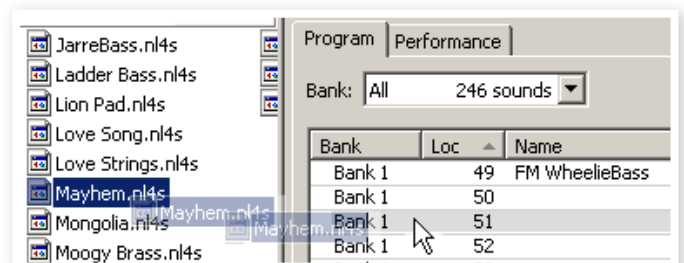 JarreBass.nl4s
Ladder Bass.nl4s
Lion Pad.nl4s
Love Song.nl4s
Love Strings.nl4s
Mayhem.nl4s
Mongolia.nl4s
Moogy Brass.nl4s
Mayhem.nl4s
Mayhem.nl4s
Program Performance
Bank: All 246 sounds
Bank Loc Name
Bank 1 49 FM WheelieBass
Bank 1 50
Bank 1 51
Bank 1 52